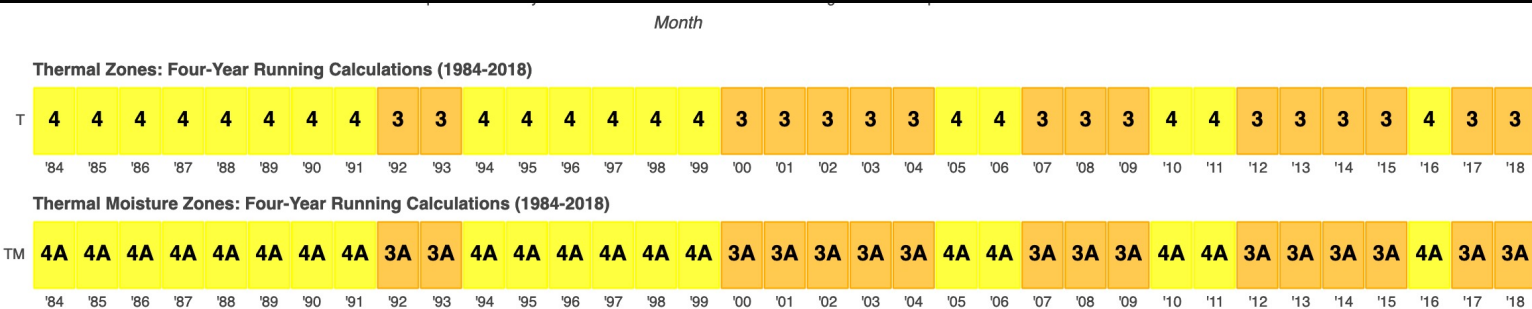 Month
Thermal Zones: Four-Year Running Calculations (1984-2018)
T 4 4 4 4 4 4 4 4 3 3 4 4 4 4 4 4 3 3 3 3 3 4 4 3 3 3 4 4 3 3 3 3 4 3 3
'84 '85 '86 '87 '88 '89 '90 '91 '92 '93 '94 '95 '96 '97 '98 '99 '00 '01 '02 '03 '04 '05 '06 '07 '08 '09 '10 '11 '12 '13 '14 '15 '16 '17 '18
Thermal Moisture Zones: Four-Year Running Calculations (1984-2018)
TM 4A 4A 4A 4A 4A 4A 4A 4A 3A 3A 4A 4A 4A 4A 4A 4A 3A 3A 3A 3A 3A 4A 4A 3A 3A 3A 4A 4A 3A 3A 3A 3A 4A 3A 3A
'84 '85 '86 '87 '88 '89 '90 '91 '92 '93 '94 '95 '96 '97 '98 '99 '00 '01 '02 '03 '04 '05 '06 '07 '08 '09 '10 '11 '12 '13 '14 '15 '16 '17 '18